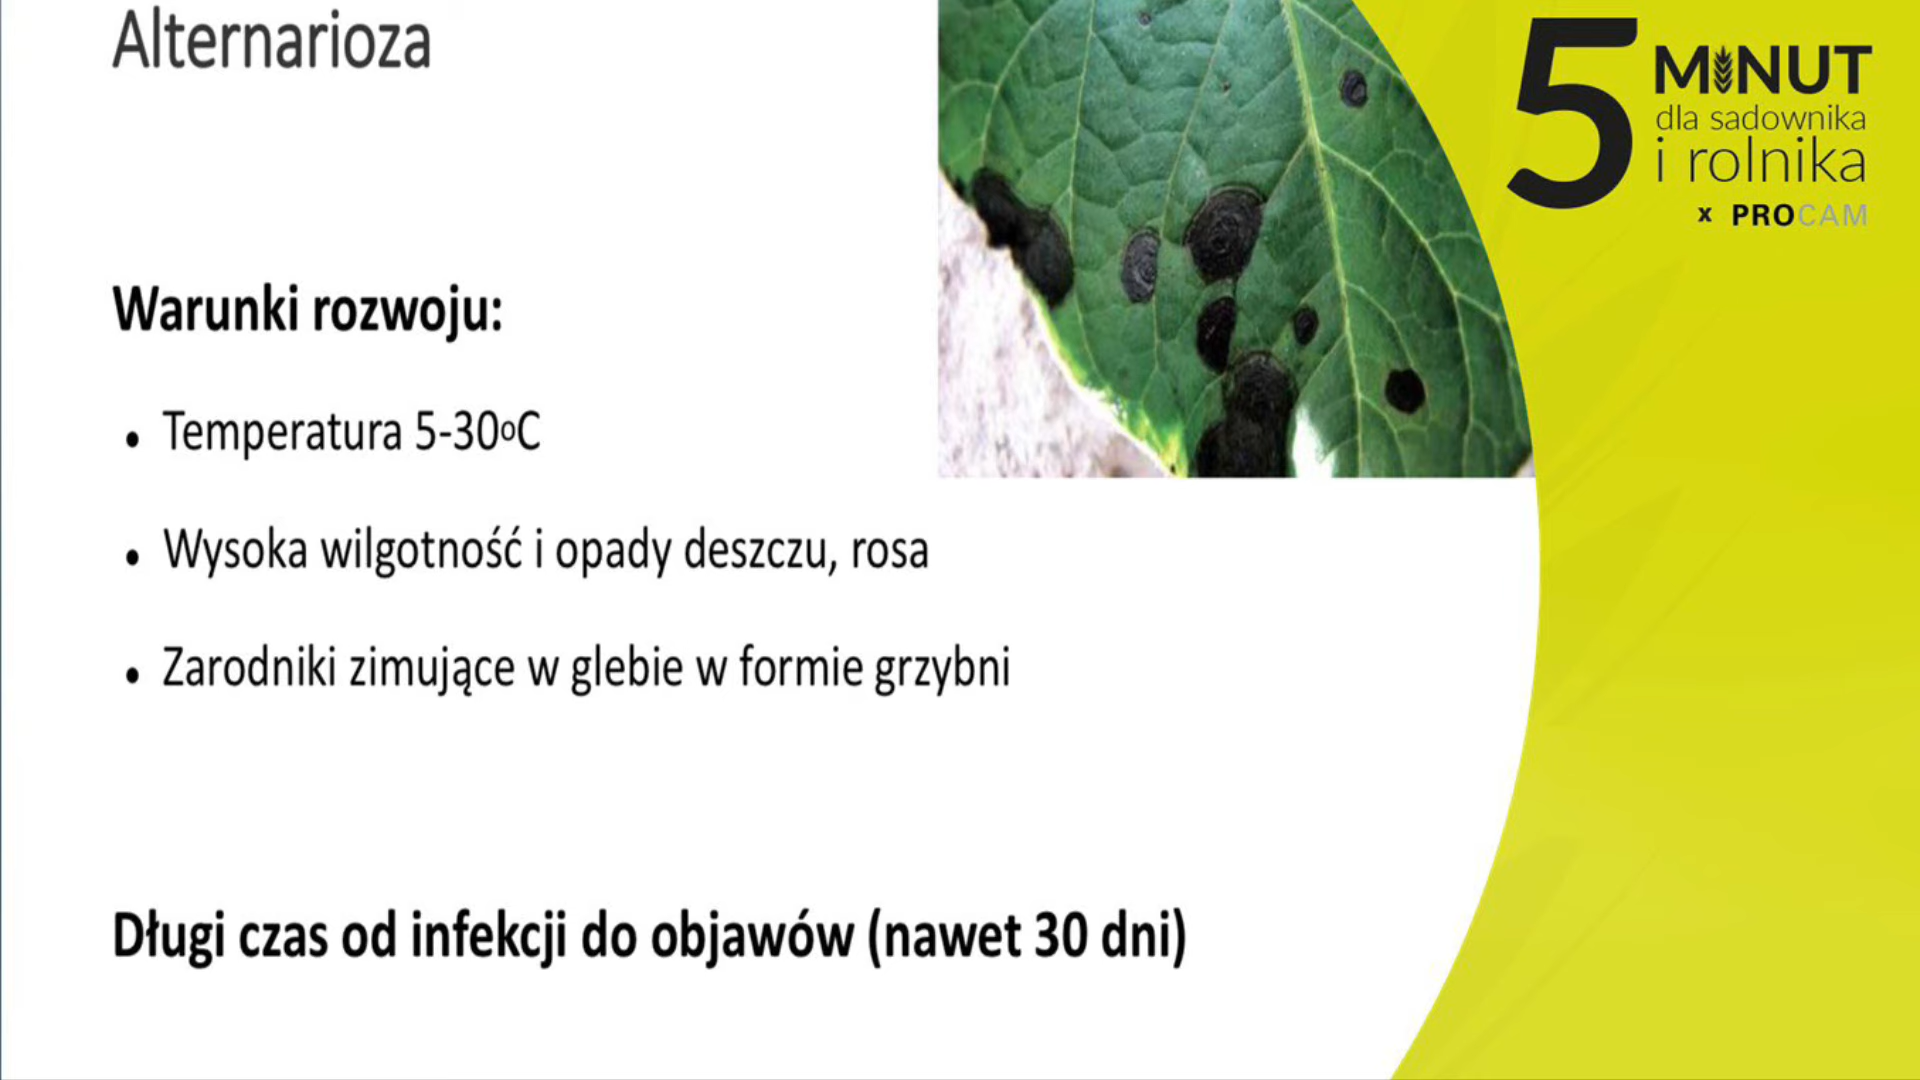 Alternarioza
5 MINUT
dla sadownika
i rolnika
x PROCAM
Warunki rozwoju:
• Temperatura 5-30ºC
• Wysoka wilgotność i opady deszczu, rosa
• Zarodniki zimujące w glebie w formie grzybni
Długi czas od infekcji do objawów (nawet 30 dni)